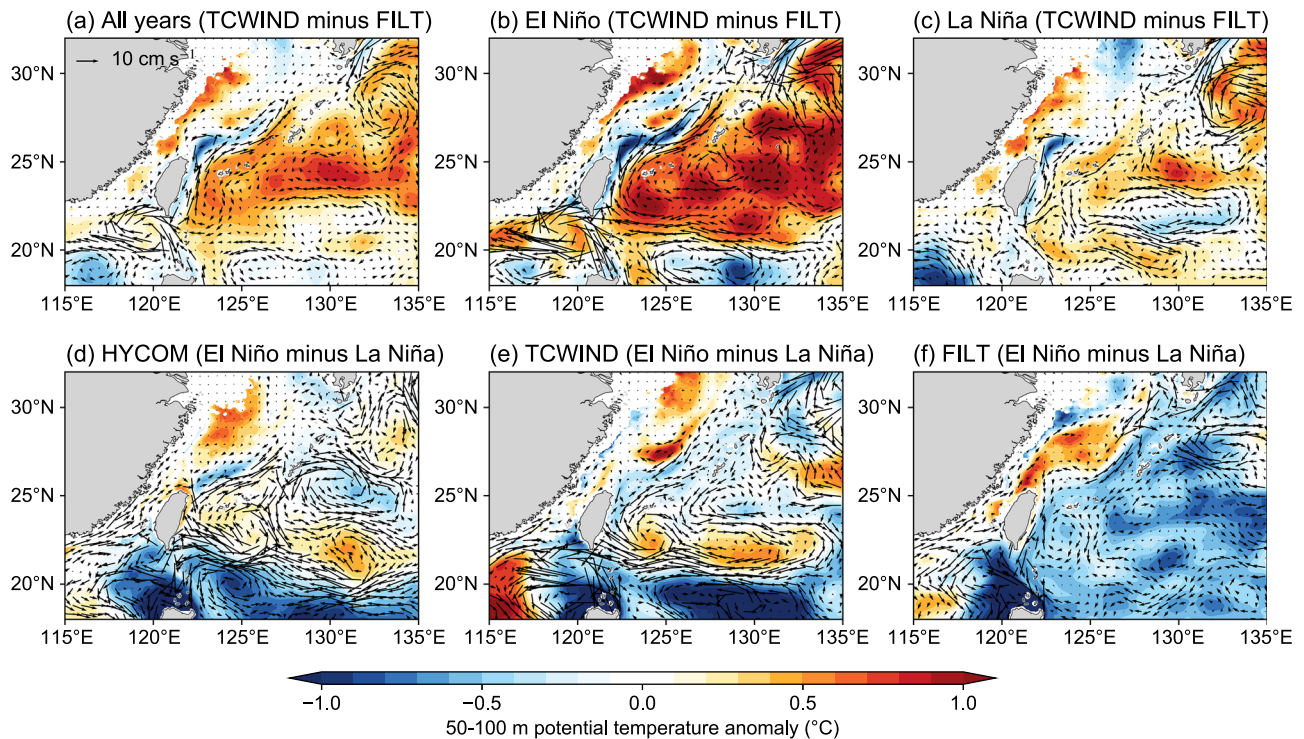 (a) All years (TCWIND minus FILT)
(b) El Niño (TCWIND minus FILT)
(c) La Niña (TCWIND minus FILT)
10 cm s⁻¹
30°N
25°N
20°N
115°E
120°E
125°E
130°E
135°E
30°N
25°N
20°N
115°E
120°E
125°E
130°E
135°E
30°N
25°N
20°N
115°E
120°E
125°E
130°E
135°E
(d) HYCOM (El Niño minus La Niña)
(e) TCWIND (El Niño minus La Niña)
(f) FILT (El Niño minus La Niña)
30°N
25°N
20°N
115°E
120°E
125°E
130°E
135°E
30°N
25°N
20°N
115°E
120°E
125°E
130°E
135°E
30°N
25°N
20°N
115°E
120°E
125°E
130°E
135°E
−1.0
−0.5
0.0
0.5
1.0
50-100 m potential temperature anomaly (°C)